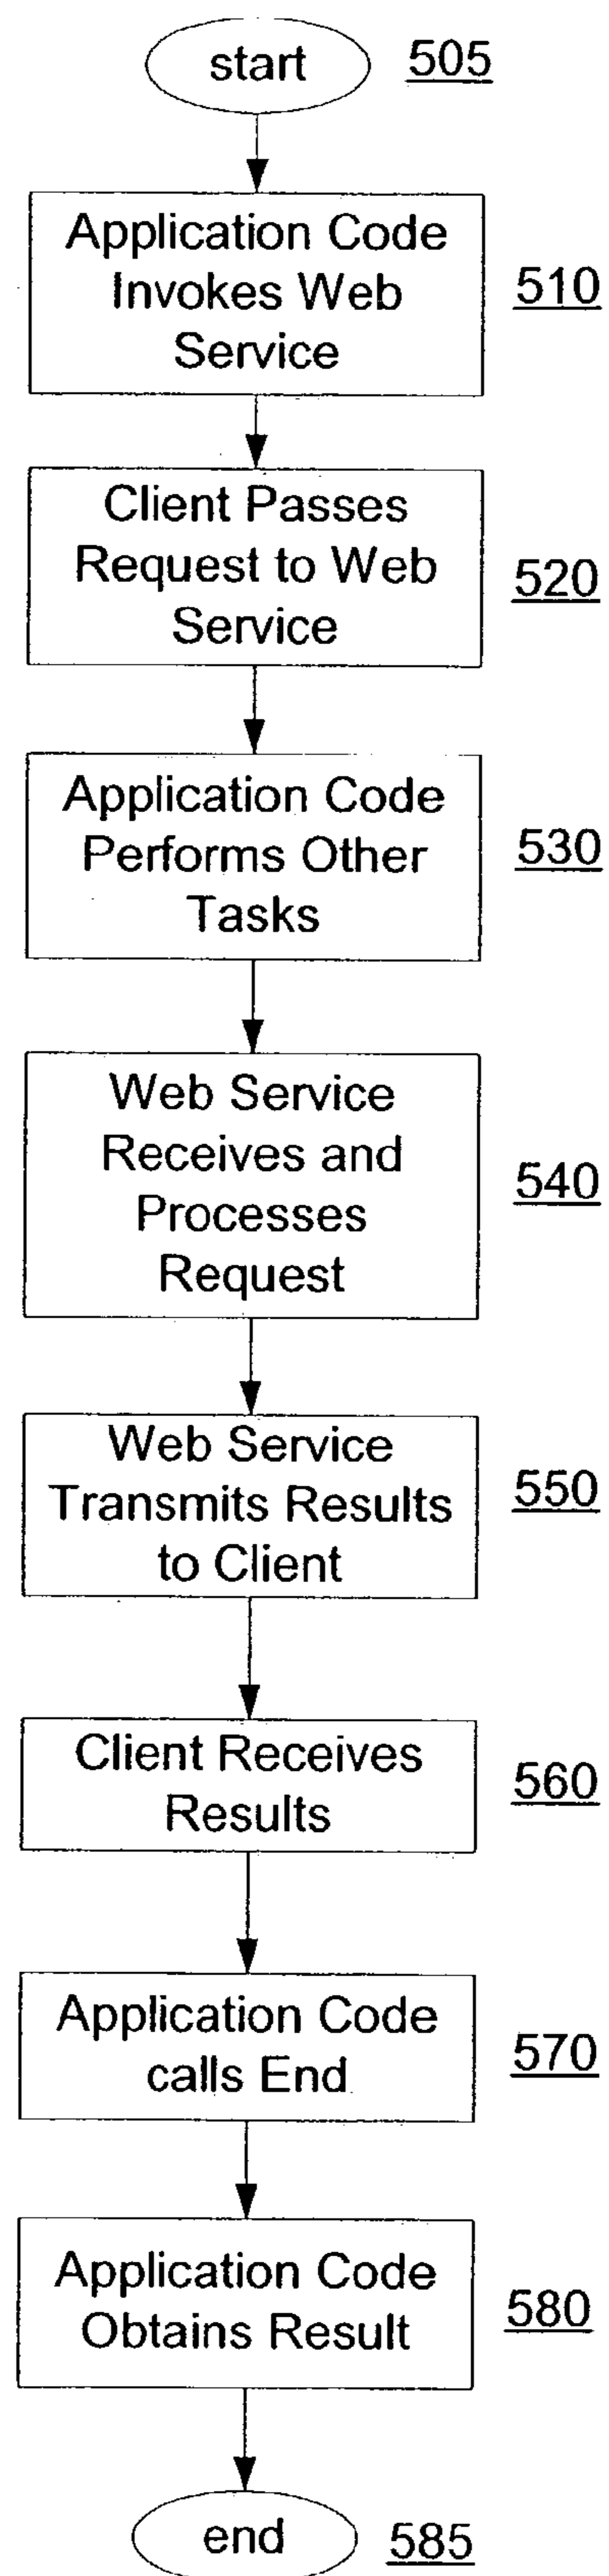 start
505
Application Code
Invokes Web
Service
510
Client Passes
Request to Web
Service
520
Application Code
Performs Other
Tasks
530
Web Service
Receives and
Processes
Request
540
Web Service
Transmits Results
to Client
550
Client Receives
Results
560
Application Code
calls End
570
Application Code
Obtains Result
580
end
585